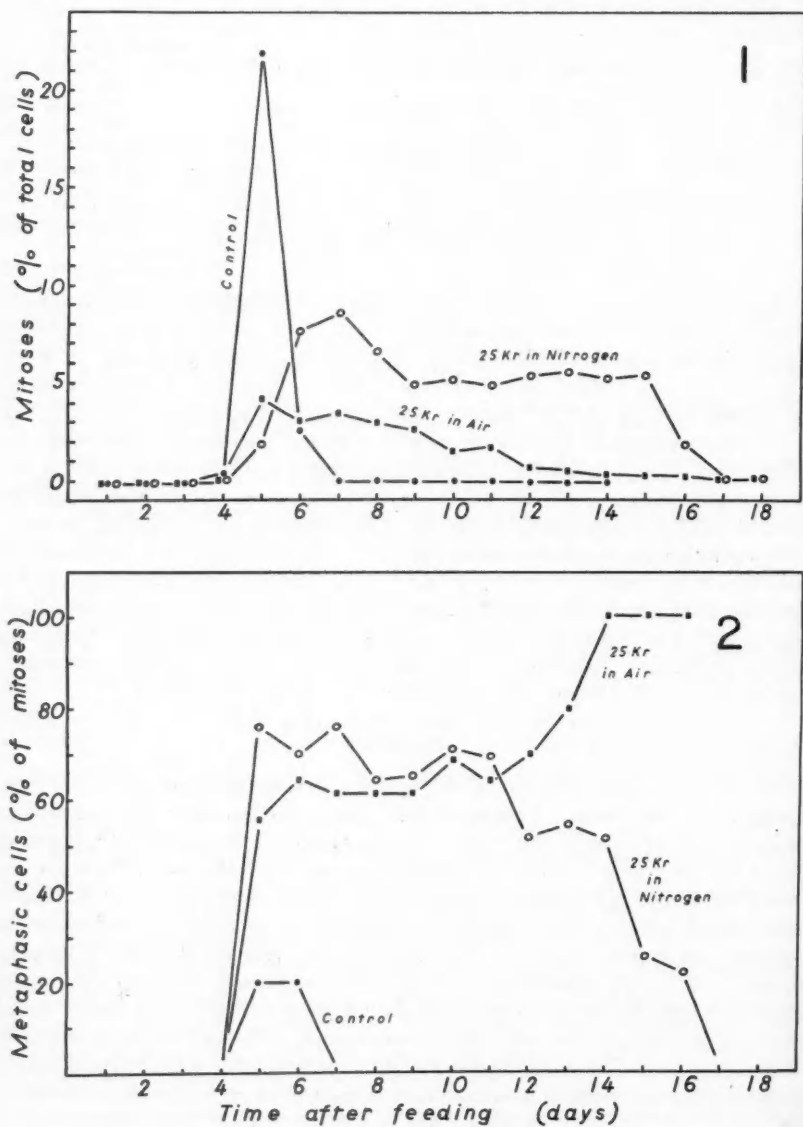 1
Mitoses (% of total cells)
20
15
10
5
0
Control
25 Kr in Nitrogen
25 Kr in Air
2 4 6 8 10 12 14 16 18
2
Metaphasic cells (% of mitoses)
100
80
60
40
20
25 Kr
in Air
25 Kr
in
Nitrogen
Control
2 4 6 8 10 12 14 16 18
Time after feeding (days)